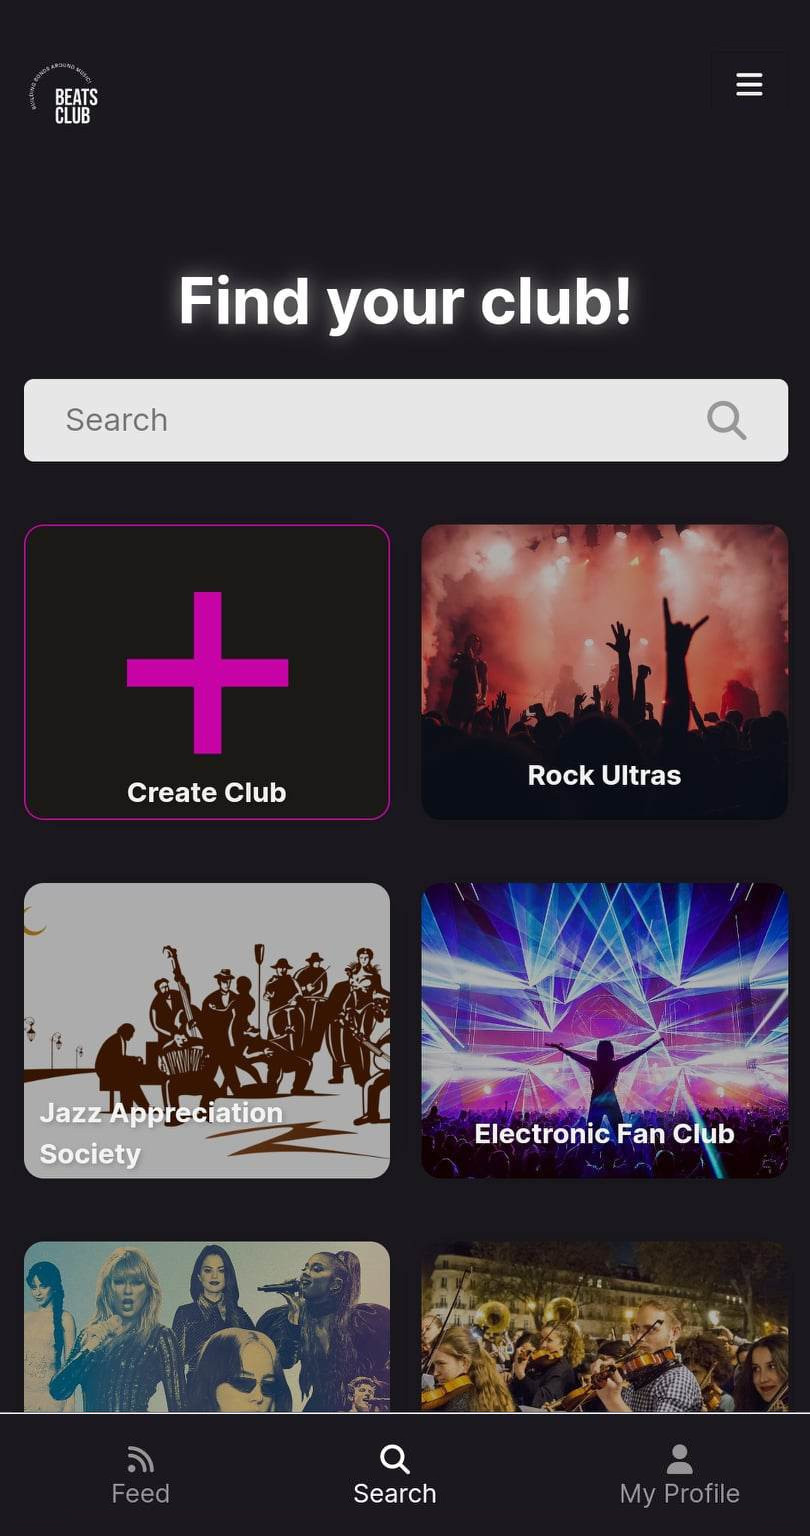 BUILDING BONDS AROUND MUSIC!
BEATS
CLUB
Find your club!
Search
Create Club
Rock Ultras
Jazz Appreciation
Society
Electronic Fan Club
Feed
Search
My Profile